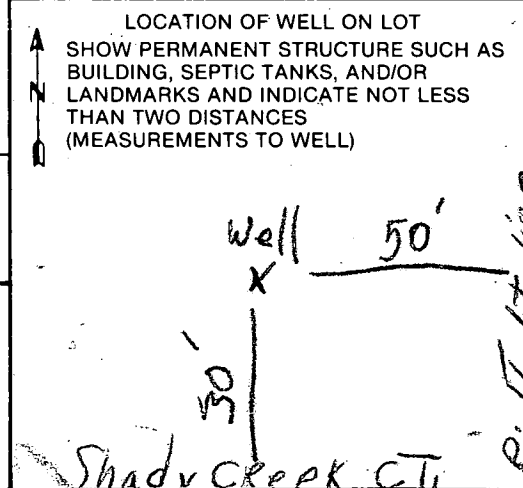 LOCATION OF WELL ON LOT
SHOW PERMANENT STRUCTURE SUCH AS
BUILDING, SEPTIC TANKS, AND/OR
N LANDMARKS AND INDICATE NOT LESS
THAN TWO DISTANCES
(MEASUREMENTS TO WELL)
Well
50'
X
30'
Shady Creek CT.